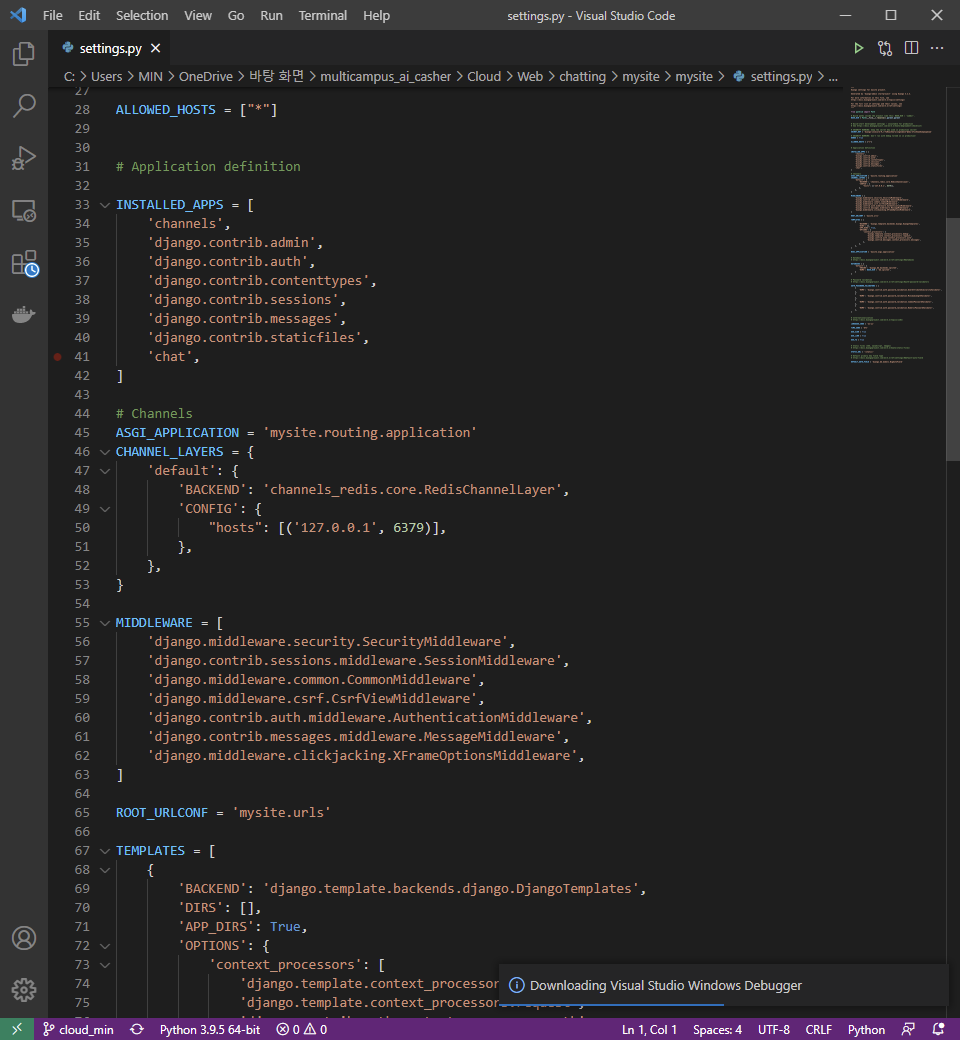 File Edit Selection View Go Run Terminal Help settings.py - Visual Studio Code
settings.py
C: > Users > MIN > OneDrive > 바탕 화면 > multicampus_ai_casher > Cloud > Web > chatting > mysite > mysite > settings.py > ...
27
28 ALLOWED_HOSTS = ["*"]
29
30
31 # Application definition
32
33 INSTALLED_APPS = [
34     'channels',
35     'django.contrib.admin',
36     'django.contrib.auth',
37     'django.contrib.contenttypes',
38     'django.contrib.sessions',
39     'django.contrib.messages',
40     'django.contrib.staticfiles',
41     'chat',
42 ]
43
44 # Channels
45 ASGI_APPLICATION = 'mysite.routing.application'
46 CHANNEL_LAYERS = {
47     'default': {
48         'BACKEND': 'channels_redis.core.RedisChannelLayer',
49         'CONFIG': {
50             "hosts": [('127.0.0.1', 6379)],
51         },
52     },
53 }
54
55 MIDDLEWARE = [
56     'django.middleware.security.SecurityMiddleware',
57     'django.contrib.sessions.middleware.SessionMiddleware',
58     'django.middleware.common.CommonMiddleware',
59     'django.middleware.csrf.CsrfViewMiddleware',
60     'django.contrib.auth.middleware.AuthenticationMiddleware',
61     'django.contrib.messages.middleware.MessageMiddleware',
62     'django.middleware.clickjacking.XFrameOptionsMiddleware',
63 ]
64
65 ROOT_URLCONF = 'mysite.urls'
66
67 TEMPLATES = [
68     {
69         'BACKEND': 'django.template.backends.django.DjangoTemplates',
70         'DIRS': [],
71         'APP_DIRS': True,
72         'OPTIONS': {
73             'context_processors': [
74                 'django.template.context_processor
75                 'django.template.context_processor
Downloading Visual Studio Windows Debugger
cloud_min Python 3.9.5 64-bit 0 0 Ln 1, Col 1 Spaces: 4 UTF-8 CRLF Python